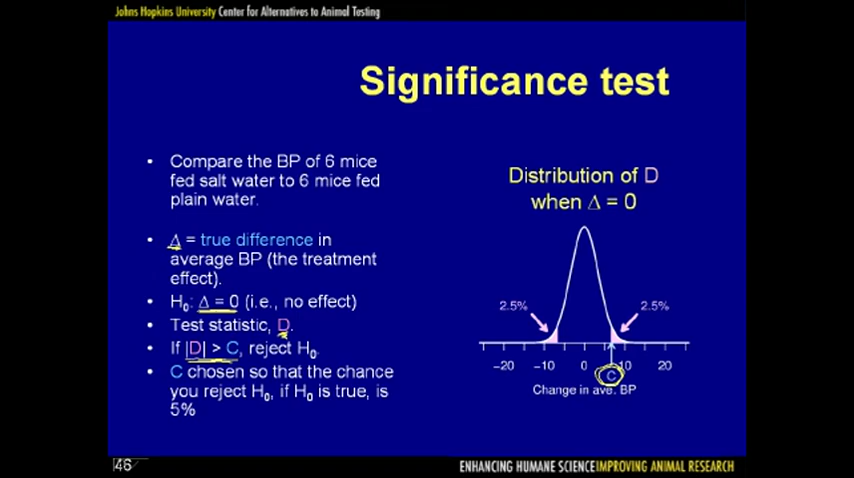 Johns Hopkins University Center for Alternatives to Animal Testing
Significance test
• Compare the BP of 6 mice
fed salt water to 6 mice fed
plain water.
• Δ = true difference in
average BP (the treatment
effect).
• H₀: Δ = 0 (i.e., no effect)
• Test statistic, D.
• If |D| > C, reject H₀.
• C chosen so that the chance
you reject H₀, if H₀ is true, is
5%
Distribution of D
when Δ = 0
2.5% 2.5%
−20 −10 0 10 20
C
Change in ave. BP
46
ENHANCING HUMANE SCIENCE IMPROVING ANIMAL RESEARCH